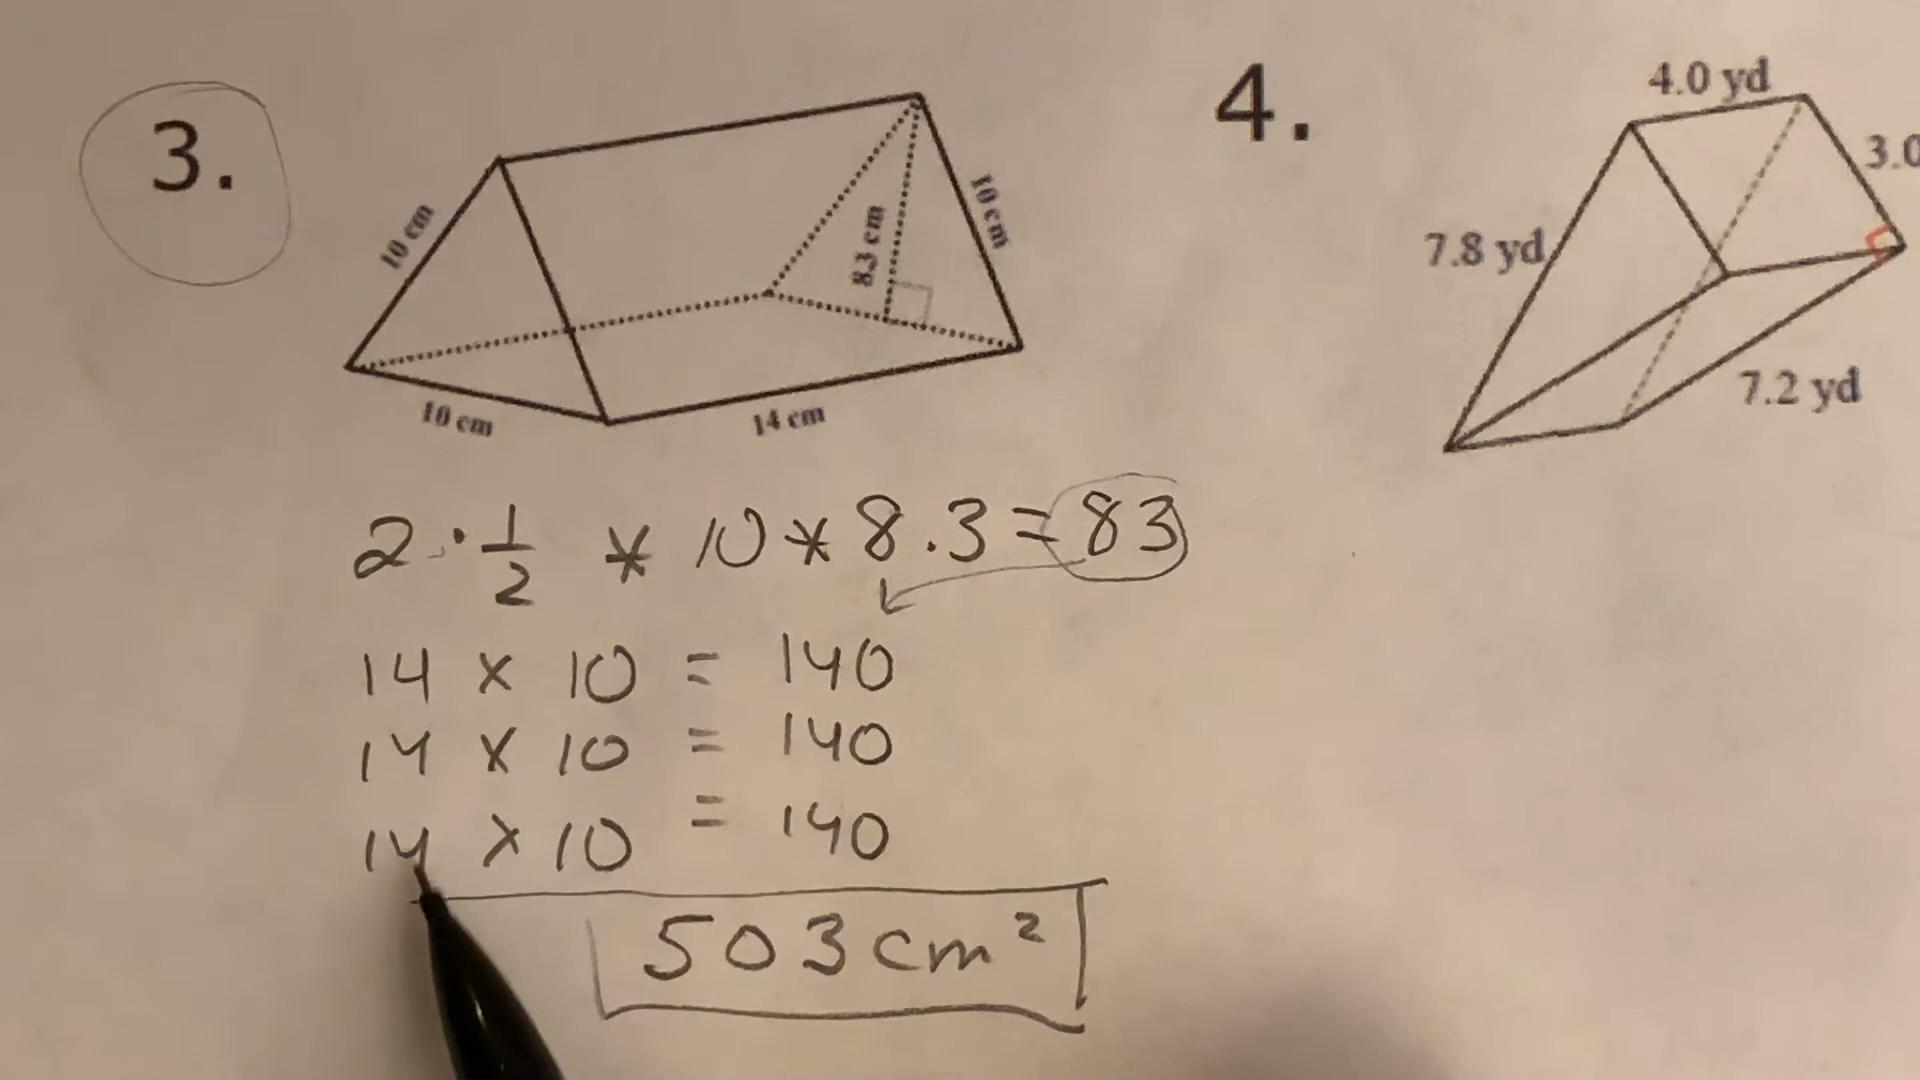 3.
10 cm
83 cm
10 cm
10 cm
14 cm
2 · 1/2 * 10 * 8.3 = 83
14 x 10 = 140
14 x 10 = 140
14 x 10 = 140
503 cm²
4.
4.0 yd
3.0
7.8 yd
7.2 yd